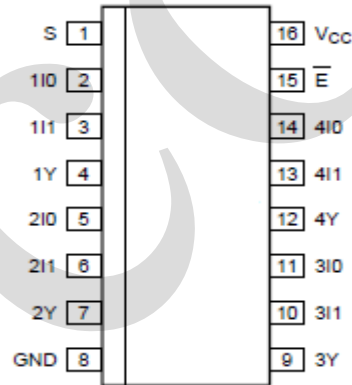 S 1 16 VCC
1I0 2 15 E̅
1I1 3 14 4I0
1Y 4 13 4I1
2I0 5 12 4Y
2I1 6 11 3I0
2Y 7 10 3I1
GND 8 9 3Y